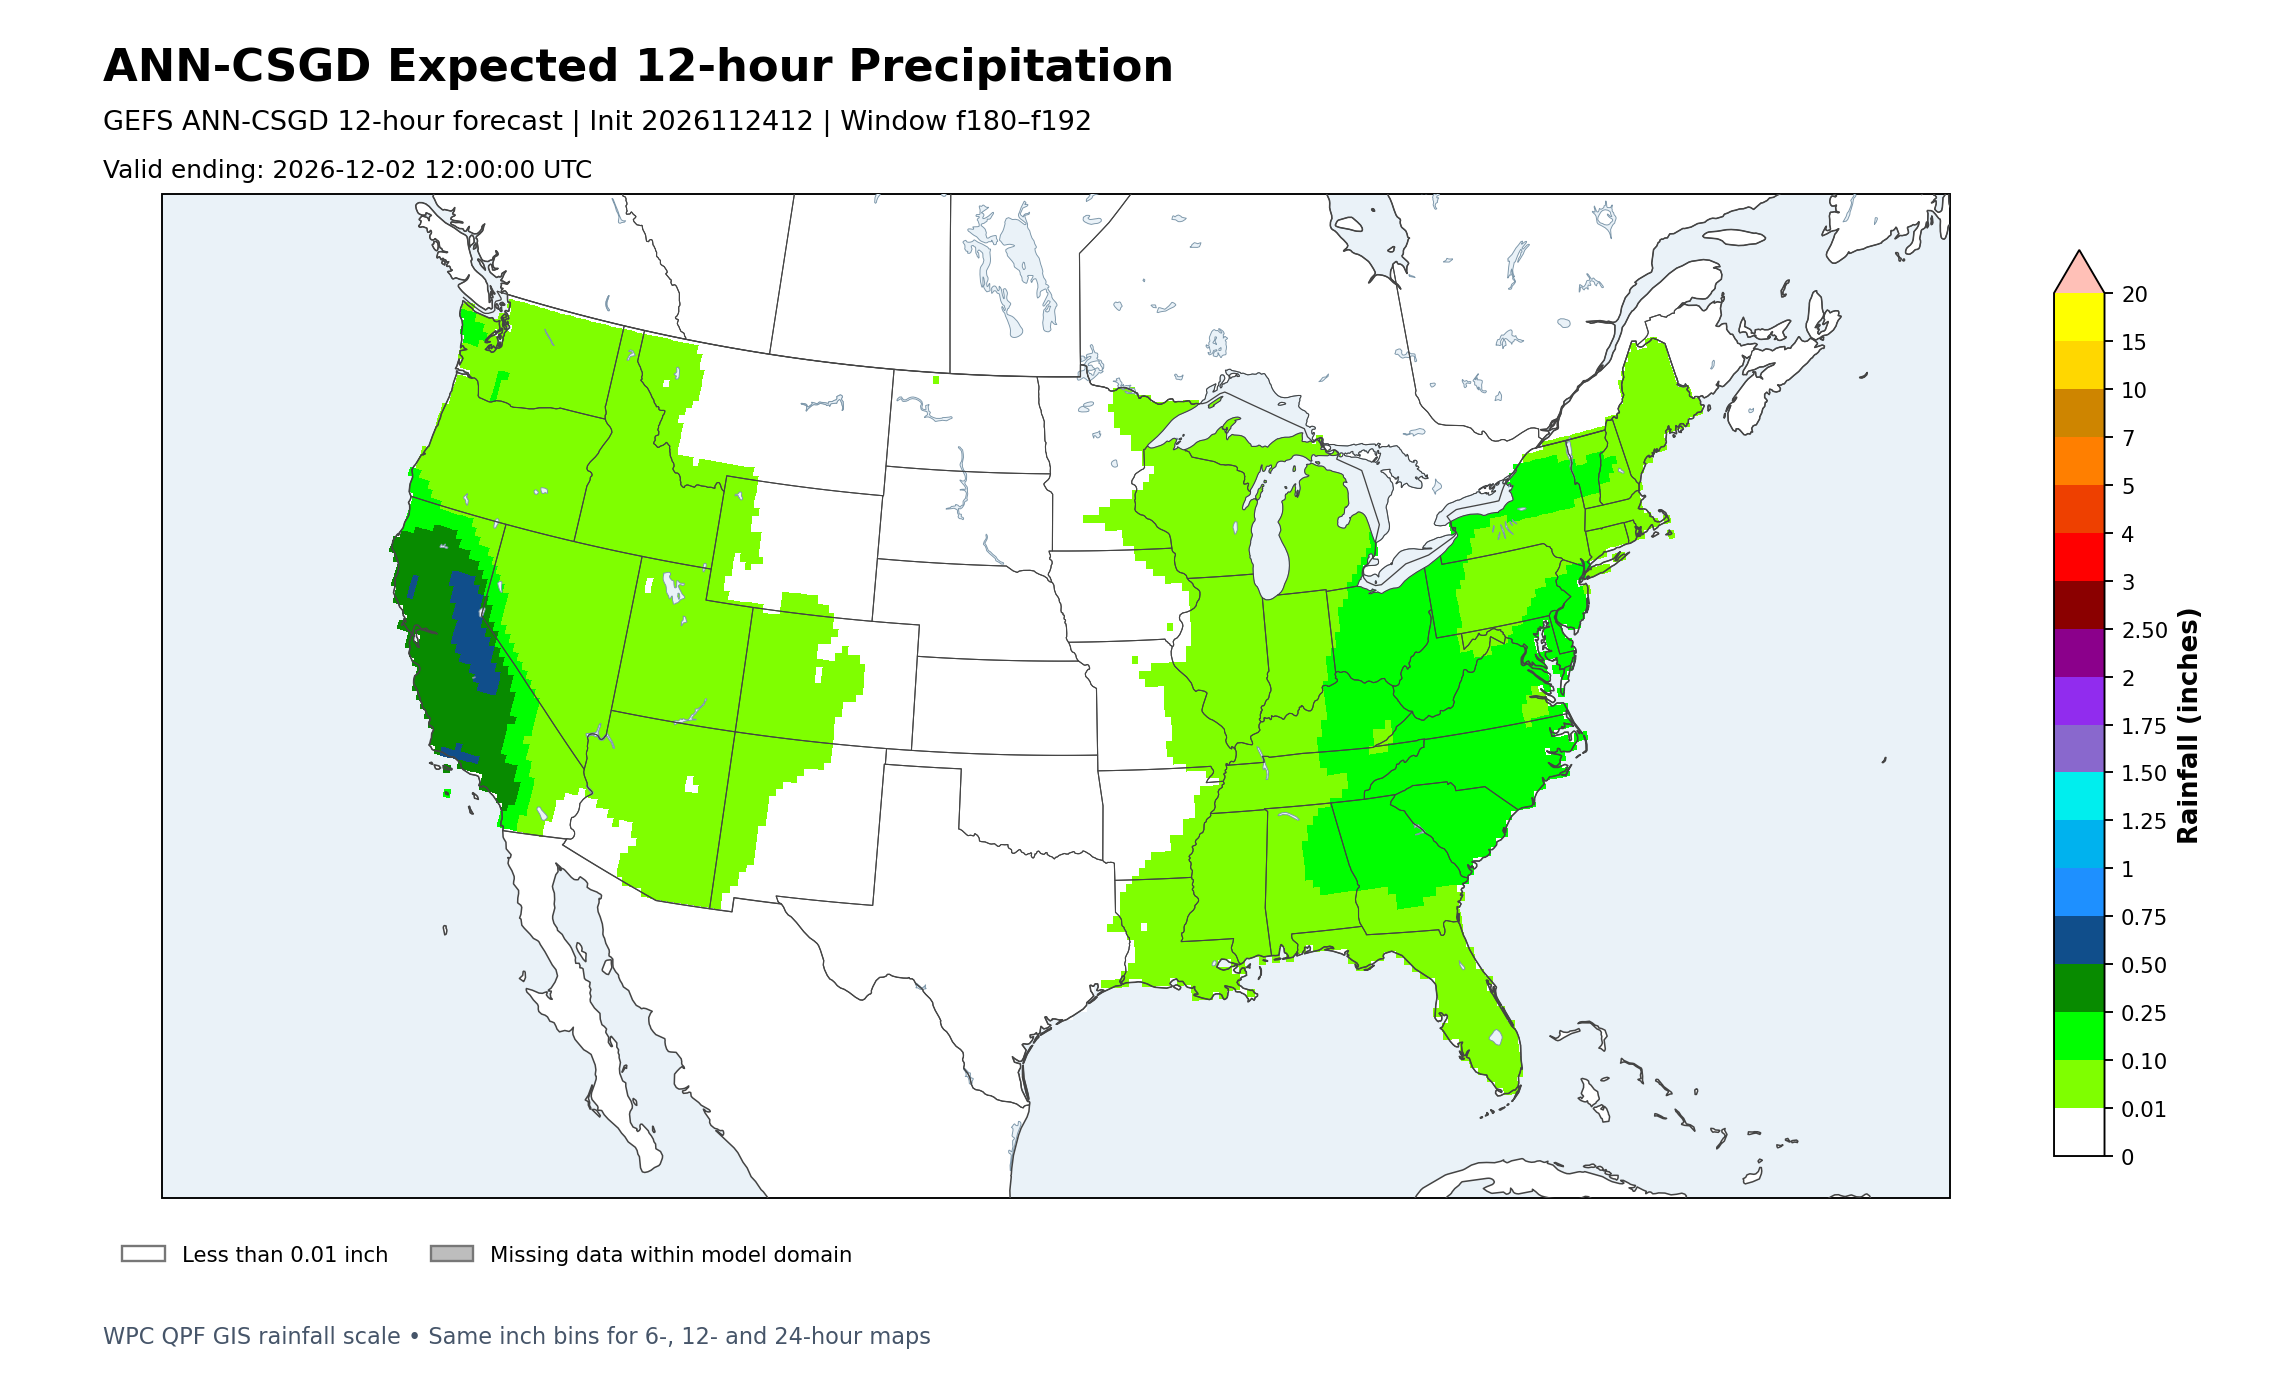 ANN-CSGD Expected 12-hour Precipitation
GEFS ANN-CSGD 12-hour forecast | Init 2026112412 | Window f180–f192
Valid ending: 2026-12-02 12:00:00 UTC
20
15
10
7
5
4
3
2.50
2
1.75
1.50
1.25
1
0.75
0.50
0.25
0.10
0.01
0
Rainfall (inches)
Less than 0.01 inch
Missing data within model domain
WPC QPF GIS rainfall scale • Same inch bins for 6-, 12- and 24-hour maps